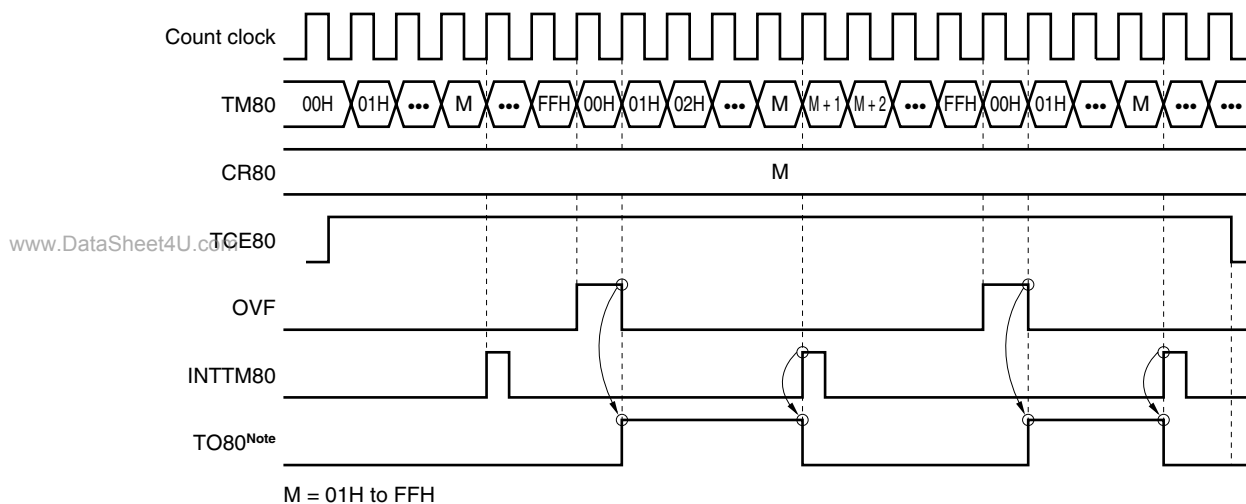 Count clock
TM80 00H 01H ••• M ••• FFH 00H 01H 02H ••• M M + 1 M + 2 ••• FFH 00H 01H ••• M ••• •••
CR80 M
www.DataSheet4U.com TCE80
OVF
INTTM80
TO80Note
M = 01H to FFH